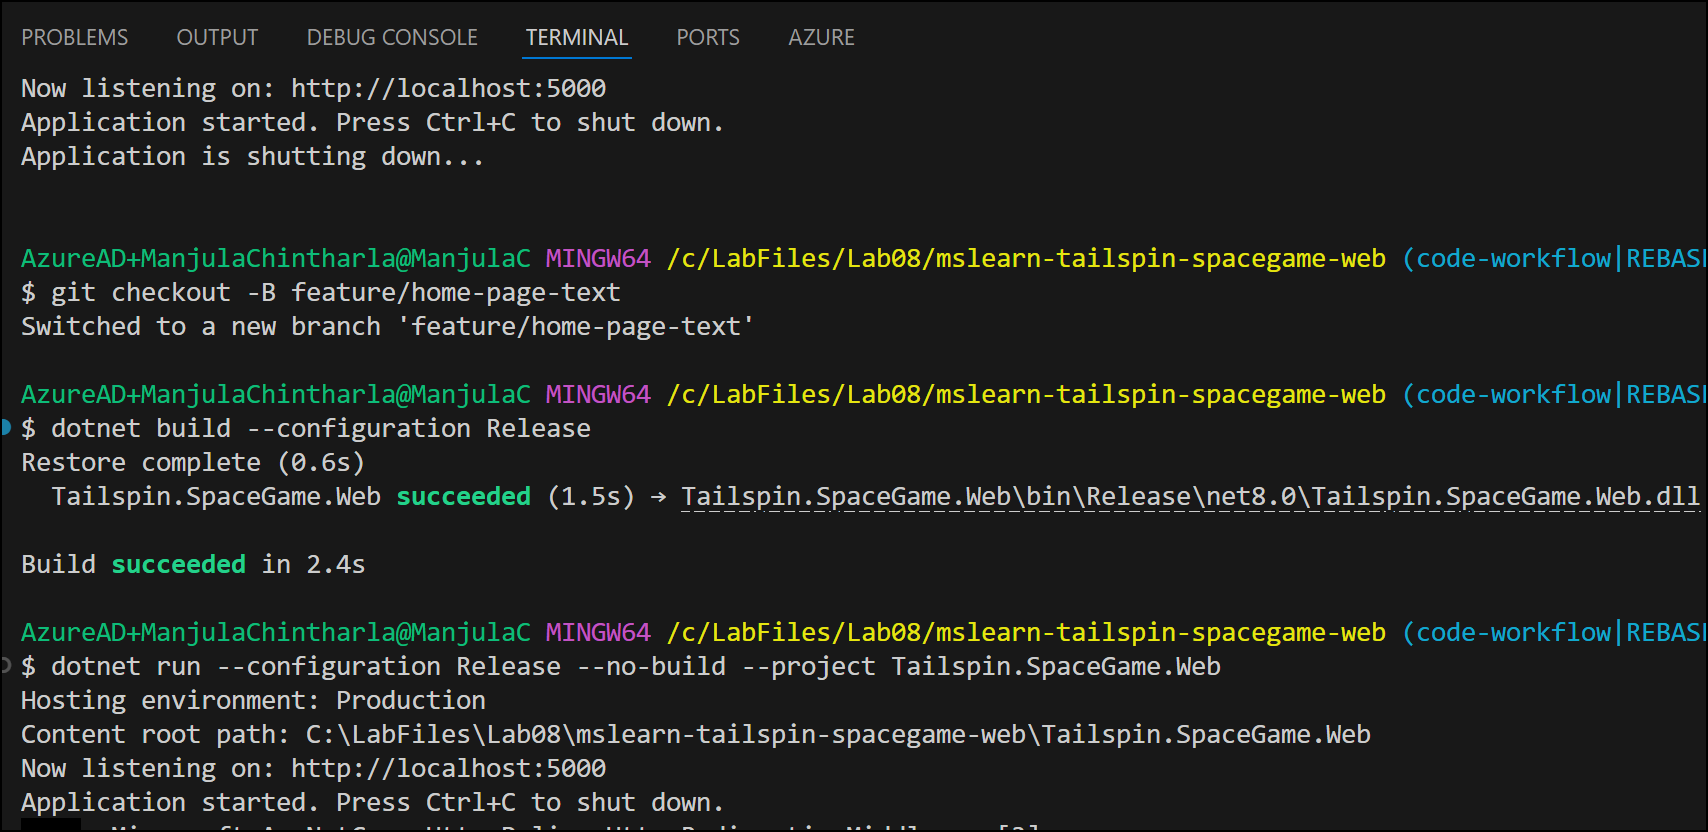 PROBLEMS OUTPUT DEBUG CONSOLE TERMINAL PORTS AZURE
Now listening on: http://localhost:5000
Application started. Press Ctrl+C to shut down.
Application is shutting down...
AzureAD+ManjulaChintharla@ManjulaC MINGW64 /c/LabFiles/Lab08/mslearn-tailspin-spacegame-web (code-workflow|REBAS
$ git checkout -B feature/home-page-text
Switched to a new branch 'feature/home-page-text'
AzureAD+ManjulaChintharla@ManjulaC MINGW64 /c/LabFiles/Lab08/mslearn-tailspin-spacegame-web (code-workflow|REBAS
$ dotnet build --configuration Release
Restore complete (0.6s)
Tailspin.SpaceGame.Web succeeded (1.5s) → Tailspin.SpaceGame.Web\bin\Release\net8.0\Tailspin.SpaceGame.Web.dll
Build succeeded in 2.4s
AzureAD+ManjulaChintharla@ManjulaC MINGW64 /c/LabFiles/Lab08/mslearn-tailspin-spacegame-web (code-workflow|REBAS
$ dotnet run --configuration Release --no-build --project Tailspin.SpaceGame.Web
Hosting environment: Production
Content root path: C:\LabFiles\Lab08\mslearn-tailspin-spacegame-web\Tailspin.SpaceGame.Web
Now listening on: http://localhost:5000
Application started. Press Ctrl+C to shut down.